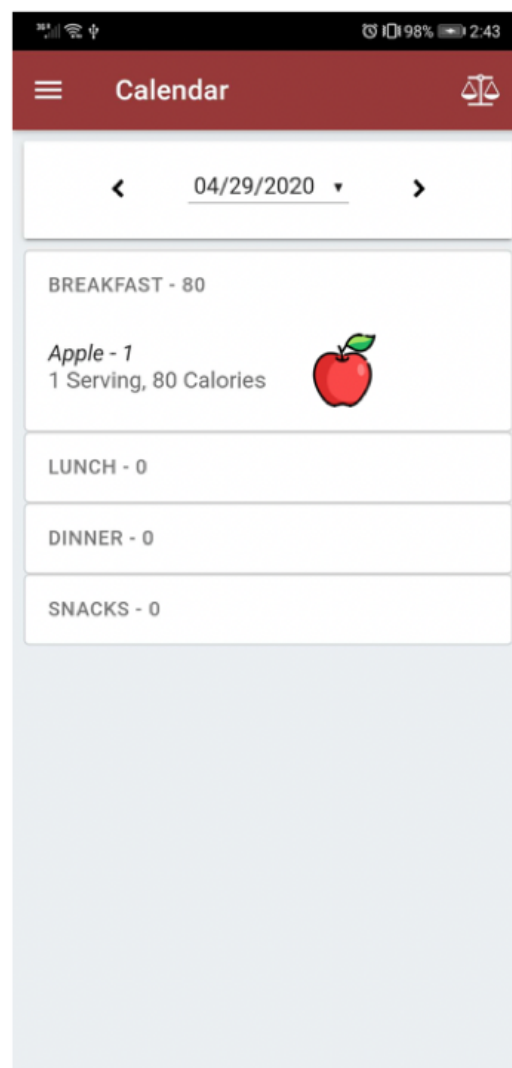 98% 2:43
Calendar
04/29/2020
BREAKFAST - 80
Apple - 1
1 Serving, 80 Calories
LUNCH - 0
DINNER - 0
SNACKS - 0